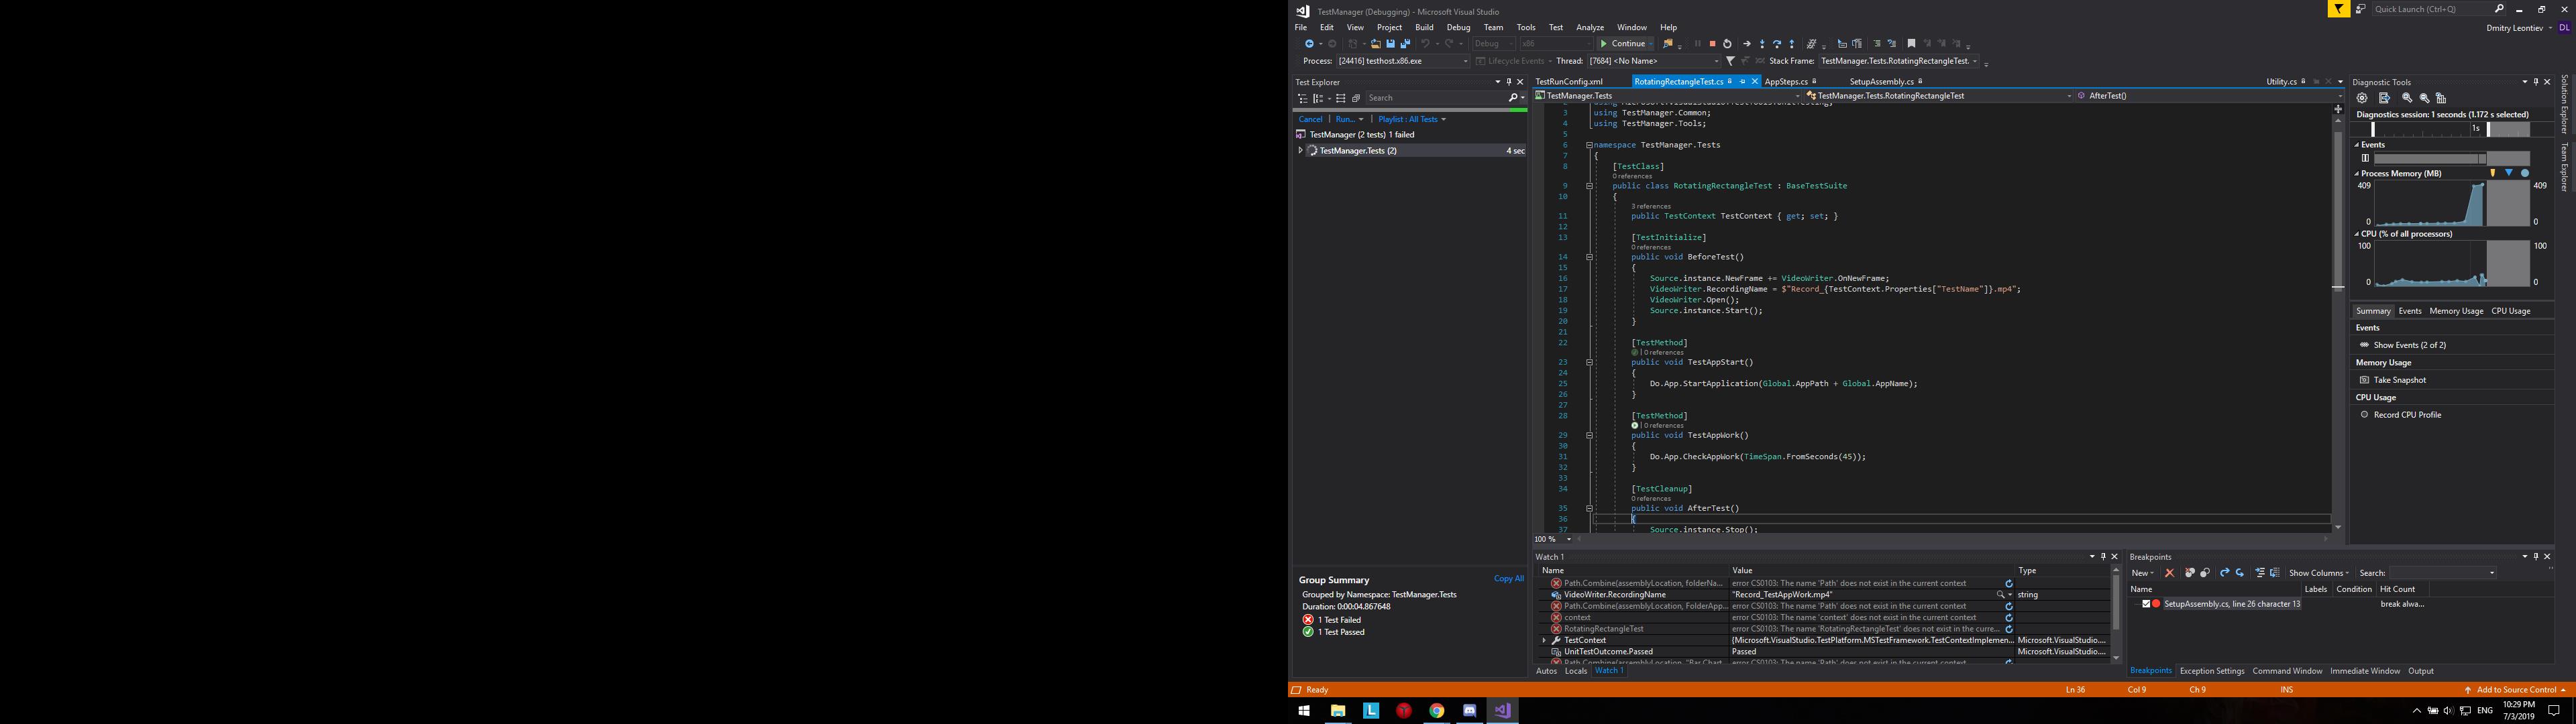 TestManager (Debugging) - Microsoft Visual Studio
Quick Launch (Ctrl+Q)
File Edit View Project Build Debug Team Tools Test Analyze Window Help
Dmitry Leontiev DL
Debug x86 Continue
Process: [24416] testhost.x86.exe Lifecycle Events Thread: [7684] <No Name> Stack Frame: TestManager.Tests.RotatingRectangleTest.
Test Explorer
Search
Cancel | Run... | Playlist : All Tests
TestManager (2 tests) 1 failed
TestManager.Tests (2) 4 sec
Group Summary Copy All
Grouped by Namespace: TestManager.Tests
Duration: 0:00:04.867648
1 Test Failed
1 Test Passed
TestRunConfig.xml RotatingRectangleTest.cs AppSteps.cs SetupAssembly.cs Utility.cs
TestManager.Tests TestManager.Tests.RotatingRectangleTest AfterTest()
3 using TestManager.Common;
4 using TestManager.Tools;
5
6 namespace TestManager.Tests
7 {
8 [TestClass]
0 references
9 public class RotatingRectangleTest : BaseTestSuite
10 {
3 references
11 public TestContext TestContext { get; set; }
12
13 [TestInitialize]
0 references
14 public void BeforeTest()
15 {
16 Source.instance.NewFrame += VideoWriter.OnNewFrame;
17 VideoWriter.RecordingName = $"Record_{TestContext.Properties["TestName"]}.mp4";
18 VideoWriter.Open();
19 Source.instance.Start();
20 }
21
22 [TestMethod]
| 0 references
23 public void TestAppStart()
24 {
25 Do.App.StartApplication(Global.AppPath + Global.AppName);
26 }
27
28 [TestMethod]
| 0 references
29 public void TestAppWork()
30 {
31 Do.App.CheckAppWork(TimeSpan.FromSeconds(45));
32 }
33
34 [TestCleanup]
0 references
35 public void AfterTest()
36 {
37 Source.instance.Stop();
100 %
Watch 1
Name Value Type
Path.Combine(assemblyLocation, folderNa... error CS0103: The name 'Path' does not exist in the current context
VideoWriter.RecordingName "Record_TestAppWork.mp4" string
Path.Combine(assemblyLocation, FolderApp... error CS0103: The name 'Path' does not exist in the current context
context error CS0103: The name 'context' does not exist in the current context
RotatingRectangleTest error CS0103: The name 'RotatingRectangleTest' does not exist in the curre...
TestContext {Microsoft.VisualStudio.TestPlatform.MSTestFramework.TestContextImplemen... Microsoft.VisualStudio....
UnitTestOutcome.Passed Passed Microsoft.VisualStudio....
Autos Locals Watch 1
Diagnostic Tools
Diagnostics session: 1 seconds (1.172 s selected)
1s
Events
Process Memory (MB)
409 409
0 0
CPU (% of all processors)
100 100
0 0
Summary Events Memory Usage CPU Usage
Events
Show Events (2 of 2)
Memory Usage
Take Snapshot
CPU Usage
Record CPU Profile
Solution Explorer
Team Explorer
Breakpoints
New Show Columns Search:
Name Labels Condition Hit Count
SetupAssembly.cs, line 26 character 13 break alwa...
Breakpoints Exception Settings Command Window Immediate Window Output
Ready Ln 36 Col 9 Ch 9 INS Add to Source Control
ENG 10:29 PM
7/3/2019